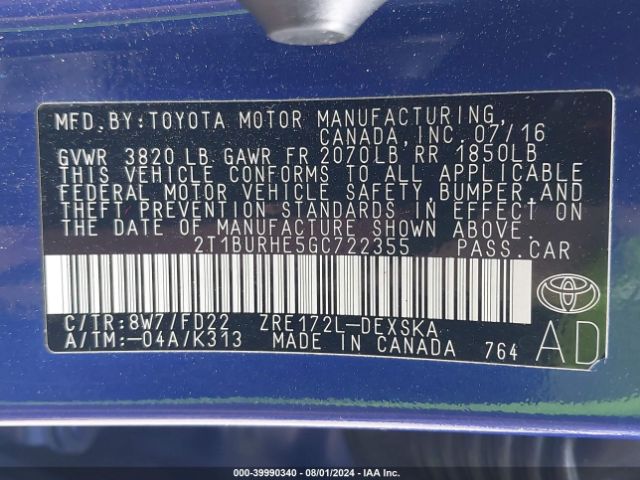 MFD.BY:TOYOTA MOTOR MANUFACTURING,
CANADA,INC.07/16
GVWR 3820 LB GAWR FR 2070LB RR 1850LB
THIS VEHICLE CONFORMS TO ALL APPLICABLE
FEDERAL MOTOR VEHICLE SAFETY,BUMPER,AND
THEFT PREVENTION STANDARDS IN EFFECT ON
THE DATE OF MANUFACTURE SHOWN ABOVE.
2T1BURHE5GC722355 PASS.CAR
C/TR:8W7/FD22 ZRE172L-DEXSKA
A/TM:-04A/K313 MADE IN CANADA 764
AD
000-39990340 - 08/01/2024 - IAA Inc.